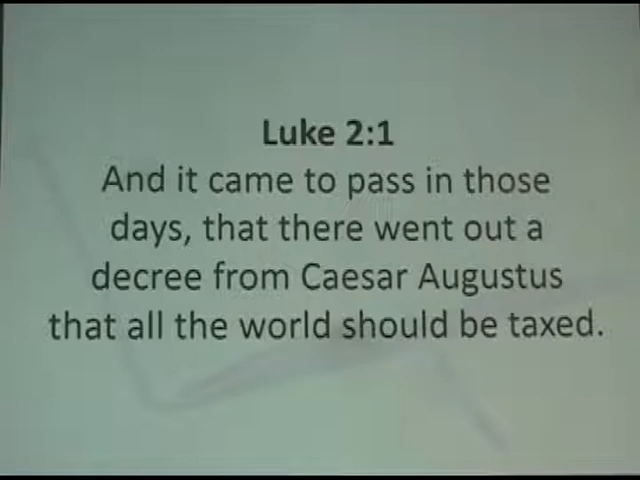 Luke 2:1
And it came to pass in those
days, that there went out a
decree from Caesar Augustus
that all the world should be taxed.